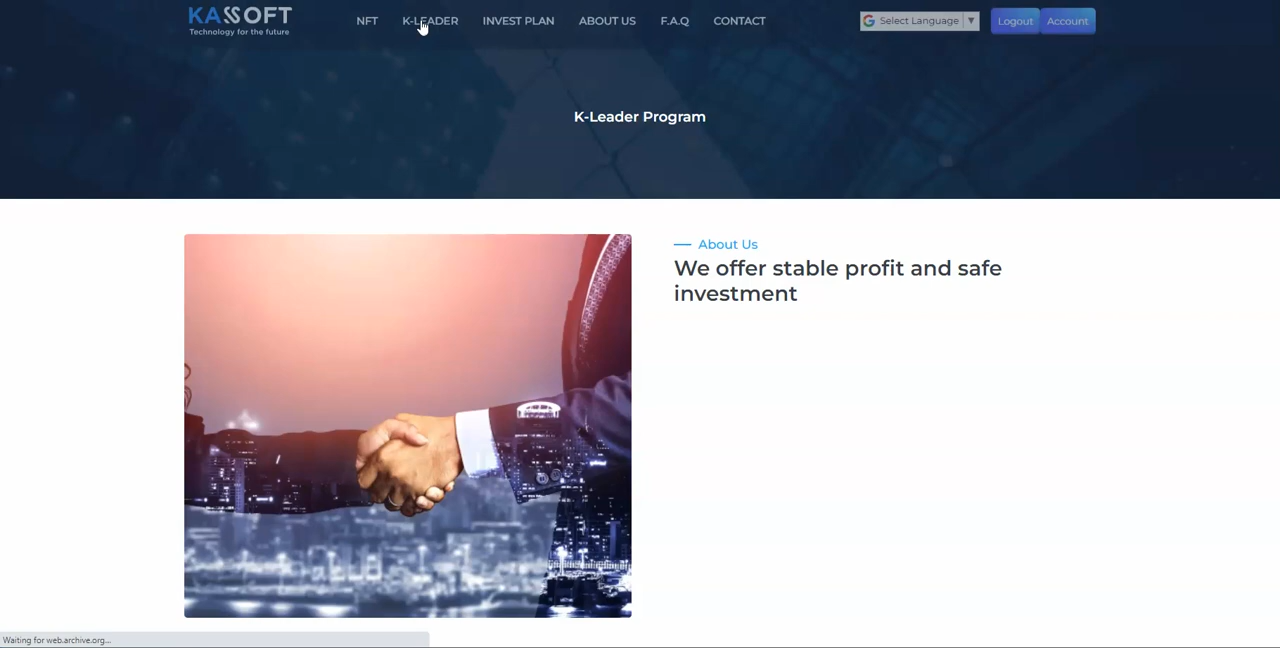 KASSOFT
Technology for the future
NFT
K-LEADER
INVEST PLAN
ABOUT US
F.A.Q
CONTACT
Select Language ▼
Logout
Account
K-Leader Program
About Us
We offer stable profit and safe
investment
Waiting for web.archive.org...